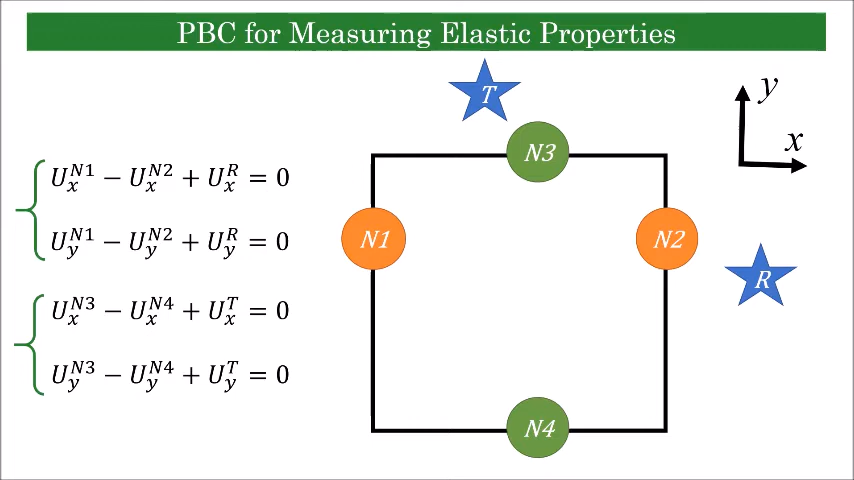 PBC for Measuring Elastic Properties
T
y
N3
x
U_x^{N1} − U_x^{N2} + U_x^R = 0
U_y^{N1} − U_y^{N2} + U_y^R = 0
N1
N2
R
U_x^{N3} − U_x^{N4} + U_x^T = 0
U_y^{N3} − U_y^{N4} + U_y^T = 0
N4